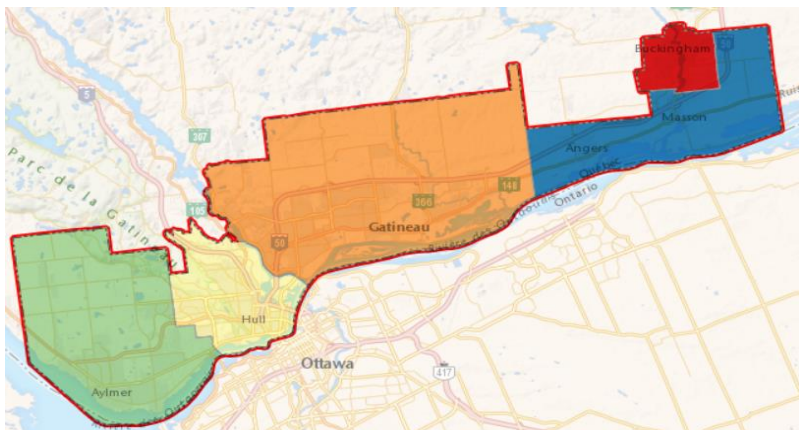 Buckingham
50
5
Masson
307
Angers
Québec
Ontario
Parc de la Gatineau
148
366
105
Gatineau
50
Hull
Ottawa
417
Aylmer